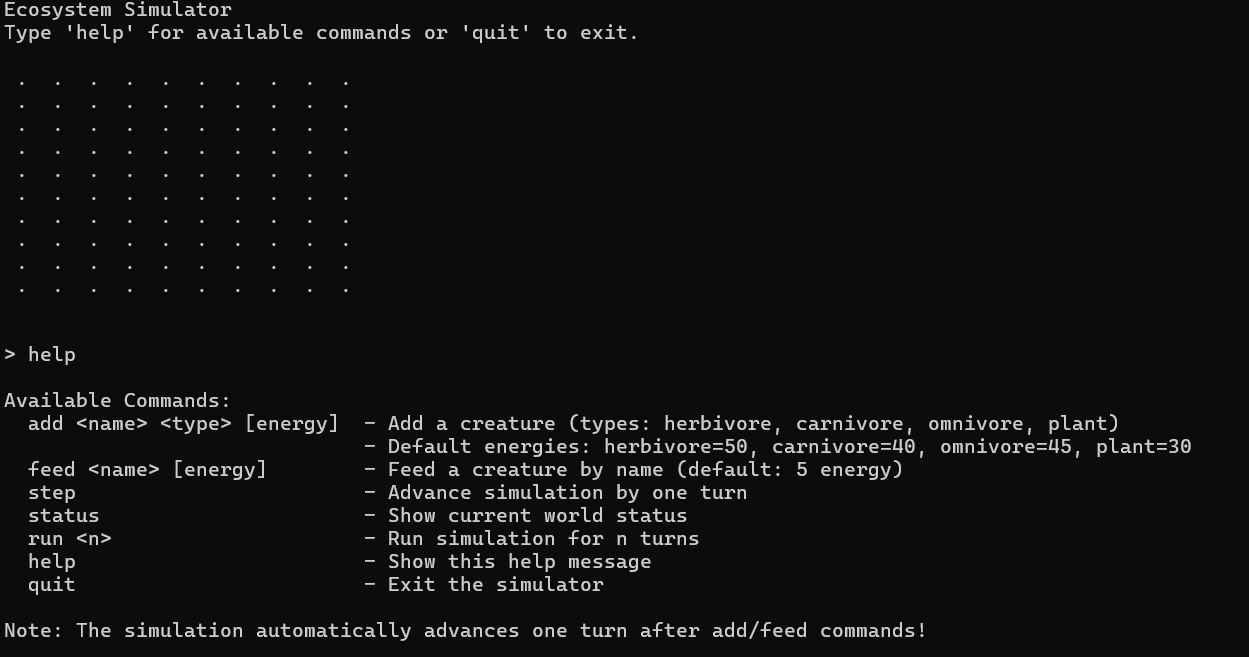 Ecosystem Simulator
Type 'help' for available commands or 'quit' to exit.
. . . . . . . . . .
. . . . . . . . . .
. . . . . . . . . .
. . . . . . . . . .
. . . . . . . . . .
. . . . . . . . . .
. . . . . . . . . .
. . . . . . . . . .
. . . . . . . . . .
. . . . . . . . . .
> help
Available Commands:
  add <name> <type> [energy]  - Add a creature (types: herbivore, carnivore, omnivore, plant)
                              - Default energies: herbivore=50, carnivore=40, omnivore=45, plant=30
  feed <name> [energy]        - Feed a creature by name (default: 5 energy)
  step                        - Advance simulation by one turn
  status                      - Show current world status
  run <n>                     - Run simulation for n turns
  help                        - Show this help message
  quit                        - Exit the simulator
Note: The simulation automatically advances one turn after add/feed commands!